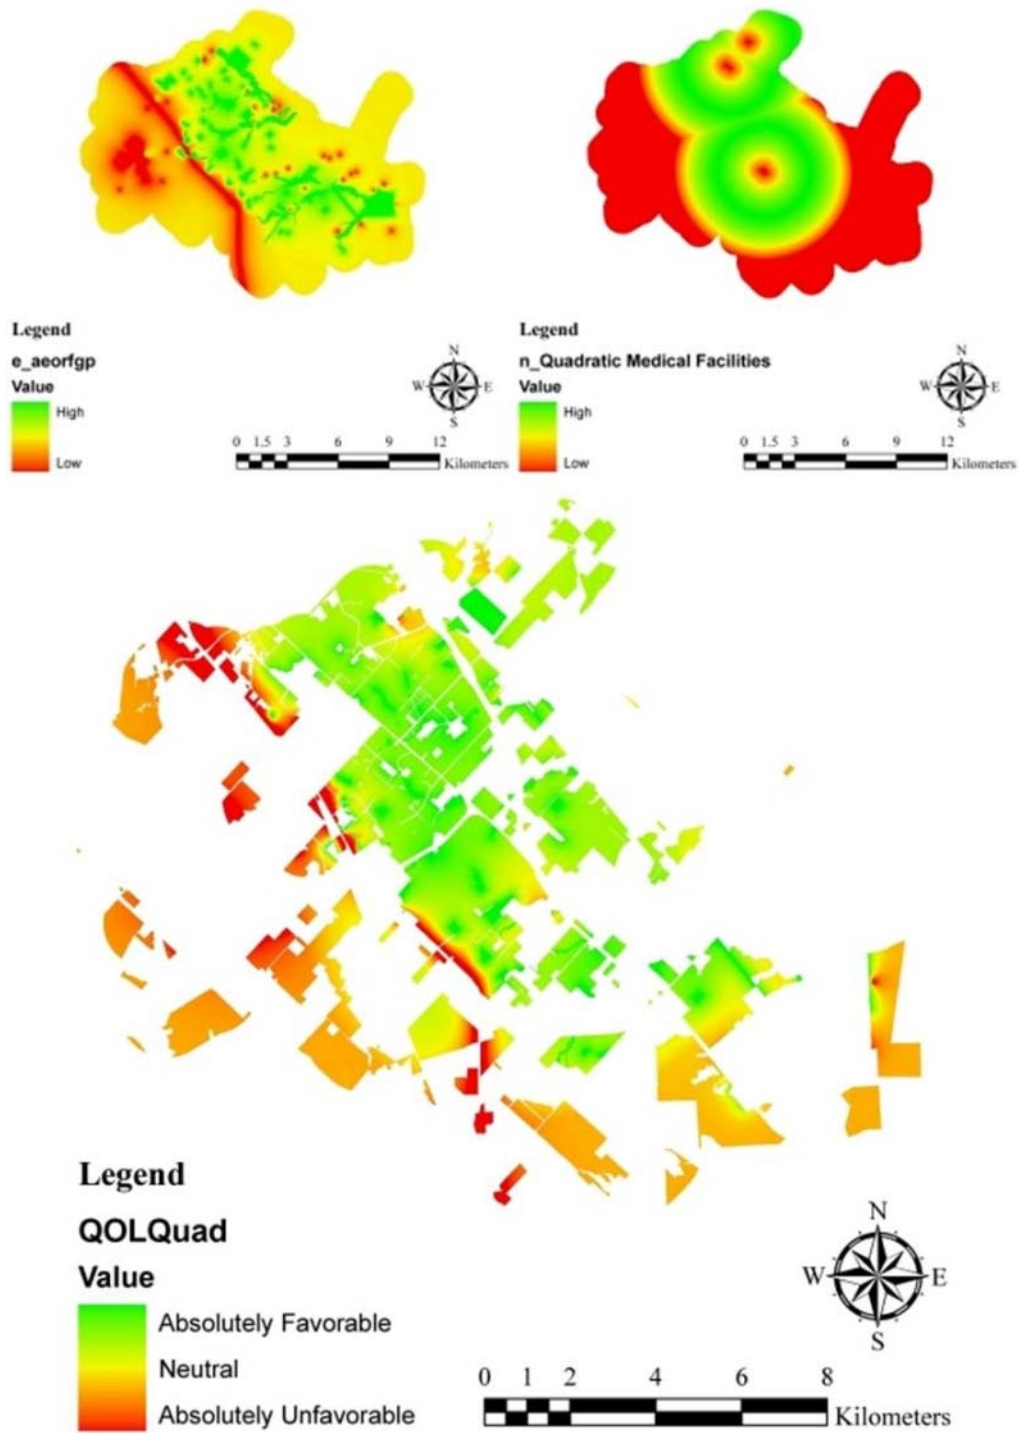 Legend
e_aeorfgp
Value
High
Low
N
W E
S
0 1.5 3 6 9 12
Kilometers
Legend
n_Quadratic Medical Facilities
Value
High
Low
N
W E
S
0 1.5 3 6 9 12
Kilometers
Legend
QOLQuad
Value
Absolutely Favorable
Neutral
Absolutely Unfavorable
N
W E
S
0 1 2 4 6 8
Kilometers